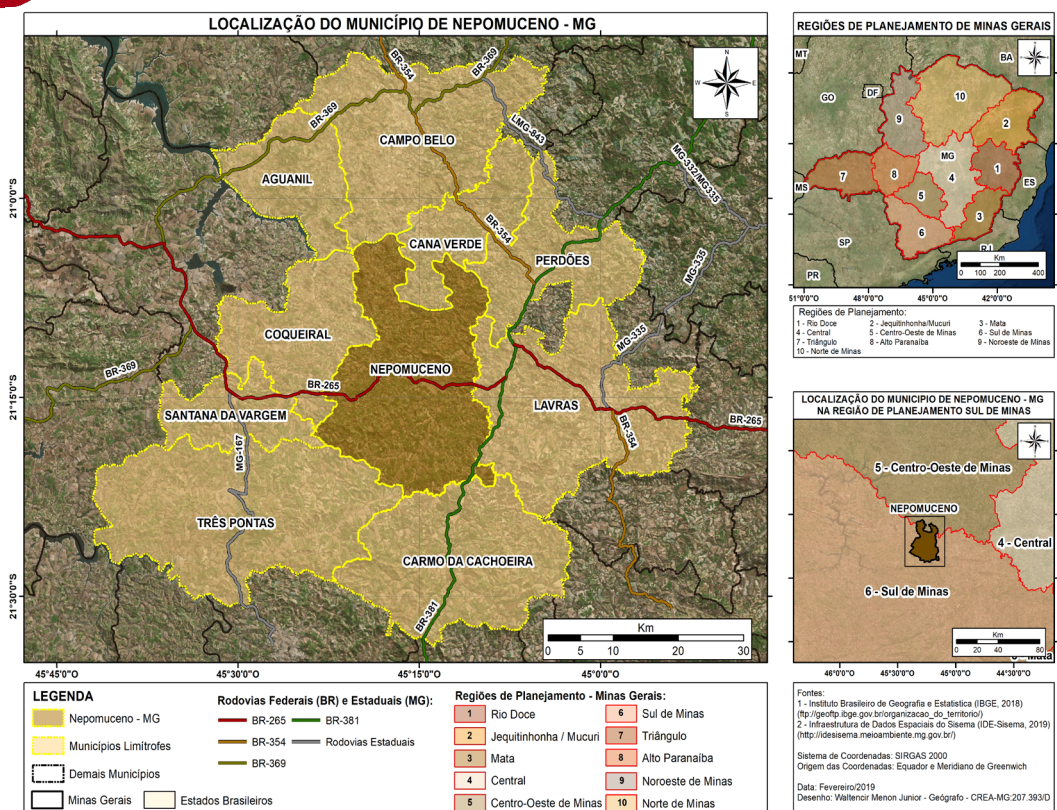 LOCALIZAÇÃO DO MUNICÍPIO DE NEPOMUCENO - MG
BR-354
BR-369
N
W
E
S
BR-369
LMG-843
CAMPO BELO
MG-332/MG335
AGUANIL
21°0'0"S
BR-354
CANA VERDE
PERDÕES
MG-335
COQUEIRAL
MG-335
NEPOMUCENO
BR-369
BR-265
21°15'0"S
LAVRAS
SANTANA DA VARGEM
BR-265
BR-354
MG-167
TRÊS PONTAS
CARMO DA CACHOEIRA
21°30'0"S
BR-381
Km
0 5 10 20 30
45°45'0"O 45°30'0"O 45°15'0"O 45°0'0"O
REGIÕES DE PLANEJAMENTO DE MINAS GERAIS
MT
BA
GO
DF
10
9
2
MG
1
7
8
4
ES
MS
5
3
6
SP
RJ
Km
0 100 200 400
PR
51°0'0"O 48°0'0"O 45°0'0"O 42°0'0"O
Regiões de Planejamento:
1 - Rio Doce 2 - Jequitinhonha/Mucuri 3 - Mata
4 - Central 5 - Centro-Oeste de Minas 6 - Sul de Minas
7 - Triângulo 8 - Alto Paranaíba 9 - Noroeste de Minas
10 - Norte de Minas
LOCALIZAÇÃO DO MUNICIPIO DE NEPOMUCENO - MG
NA REGIÃO DE PLANEJAMENTO SUL DE MINAS
5 - Centro-Oeste de Minas
NEPOMUCENO
4 - Central
6 - Sul de Minas
Km
0 20 40 80
Mata
46°0'0"O 45°30'0"O 45°0'0"O 44°30'0"O
LEGENDA
Nepomuceno - MG
Municípios Limítrofes
Demais Municípios
Minas Gerais Estados Brasileiros
Rodovias Federais (BR) e Estaduais (MG):
BR-265 BR-381
BR-354 Rodovias Estaduais
BR-369
Regiões de Planejamento - Minas Gerais:
1 Rio Doce 6 Sul de Minas
2 Jequitinhonha / Mucuri 7 Triângulo
3 Mata 8 Alto Paranaíba
4 Central 9 Noroeste de Minas
5 Centro-Oeste de Minas 10 Norte de Minas
Fontes:
1 - Instituto Brasileiro de Geografia e Estatística (IBGE, 2018)
(ftp://geoftp.ibge.gov.br/organizacao_do_territorio/)
2 - Infraestrutura de Dados Espaciais do Sisema (IDE-Sisema, 2019)
(http://idesisema.meioambiente.mg.gov.br/)
Sistema de Coordenadas: SIRGAS 2000
Origem das Coordenadas: Equador e Meridiano de Greenwich
Data: Fevereiro/2019
Desenho: Waltencir Menon Junior - Geógrafo - CREA-MG:207.393/D